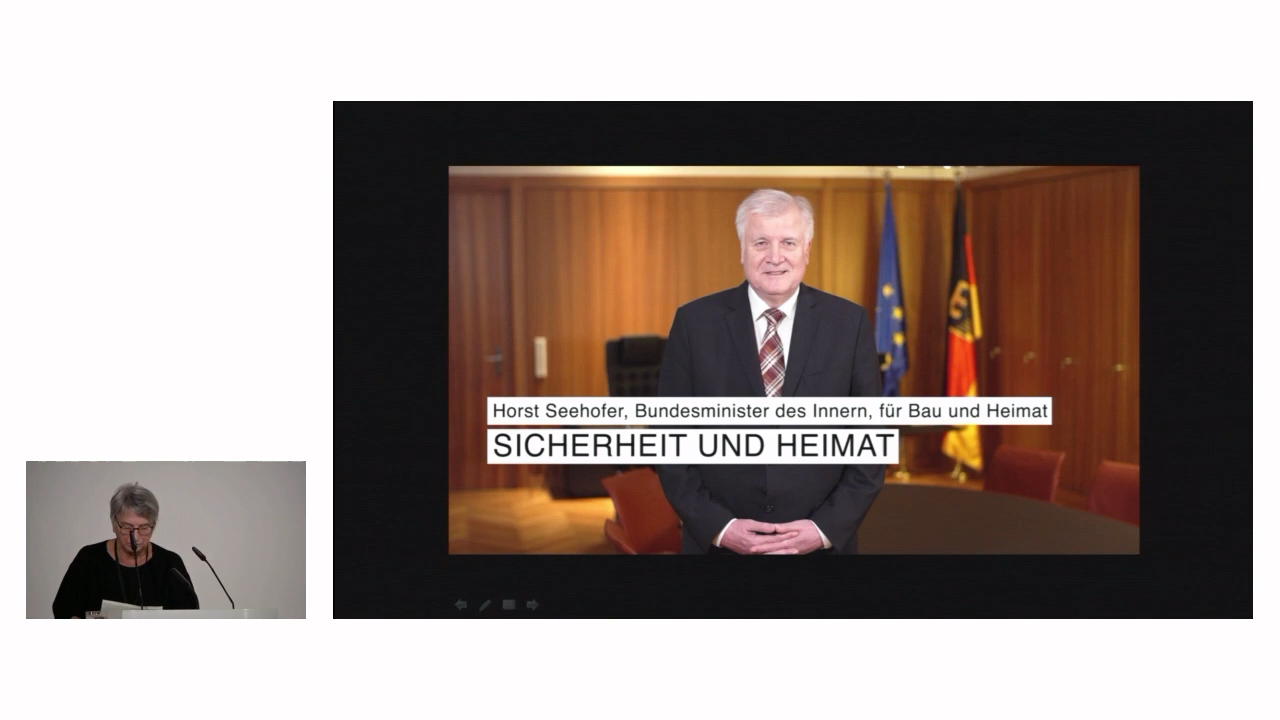 Horst Seehofer, Bundesminister des Innern, für Bau und Heimat
SICHERHEIT UND HEIMAT